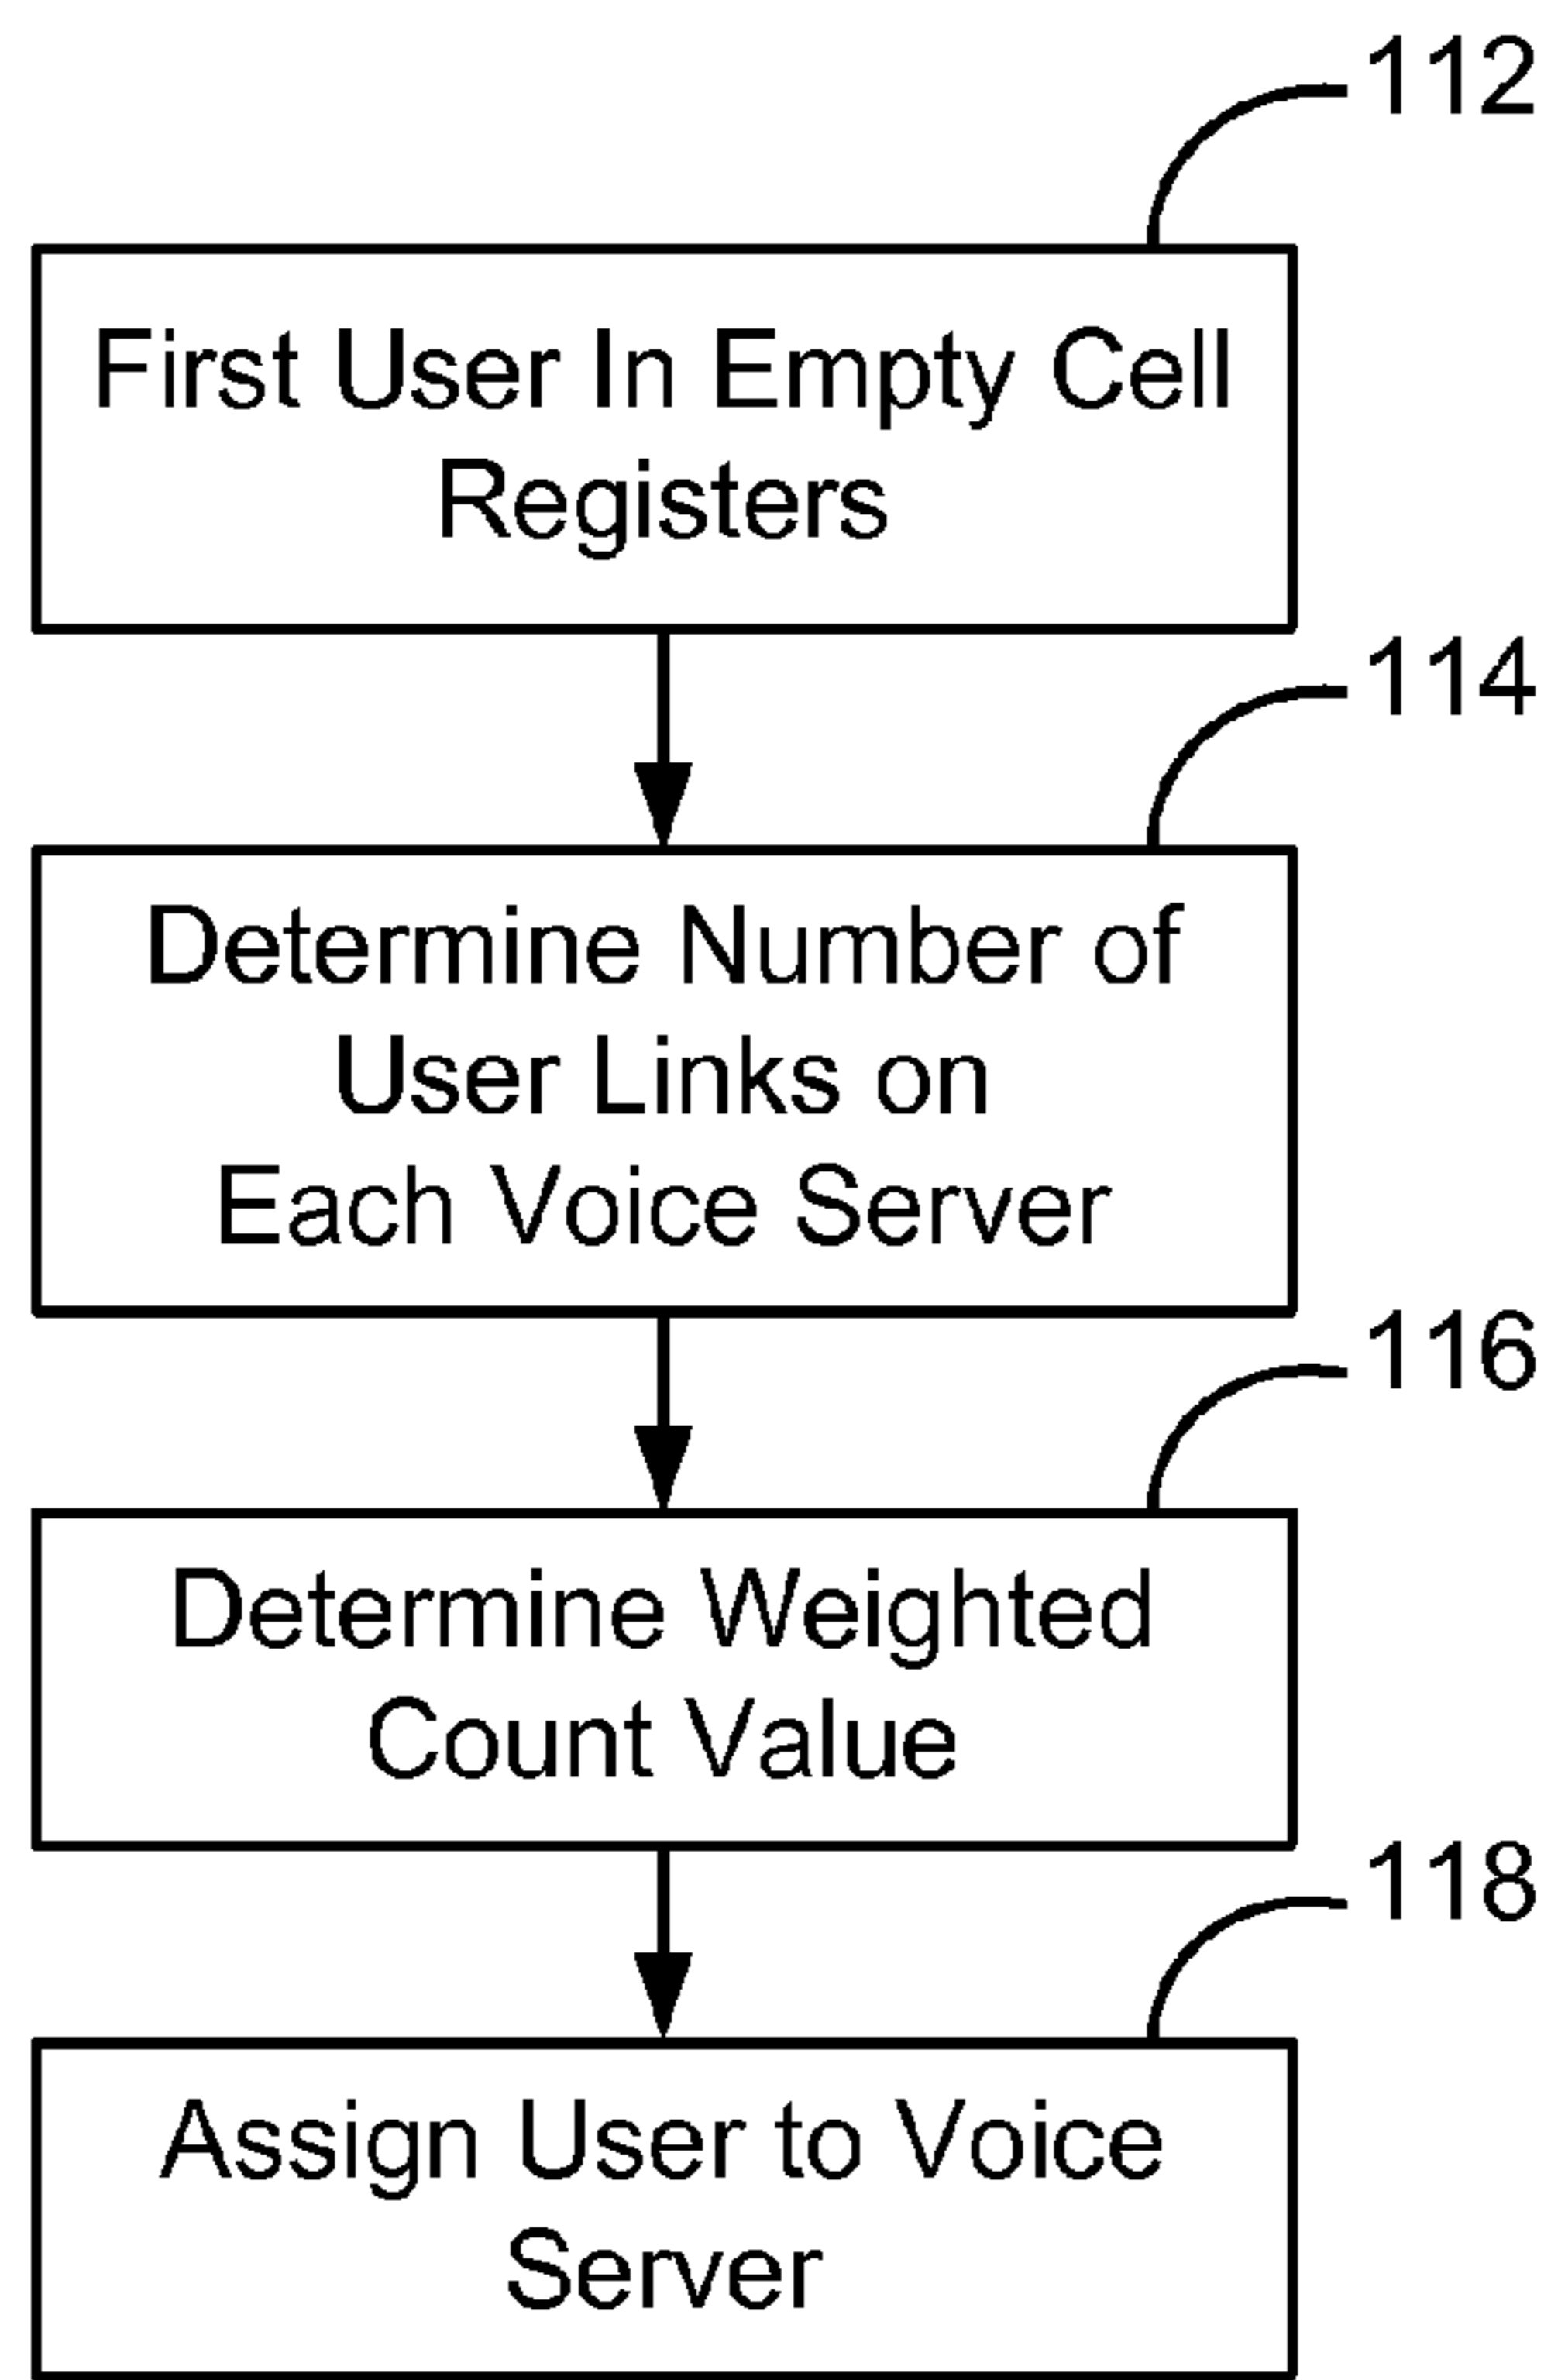 112
First User In Empty Cell
Registers
114
Determine Number of
User Links on
Each Voice Server
116
Determine Weighted
Count Value
118
Assign User to Voice
Server